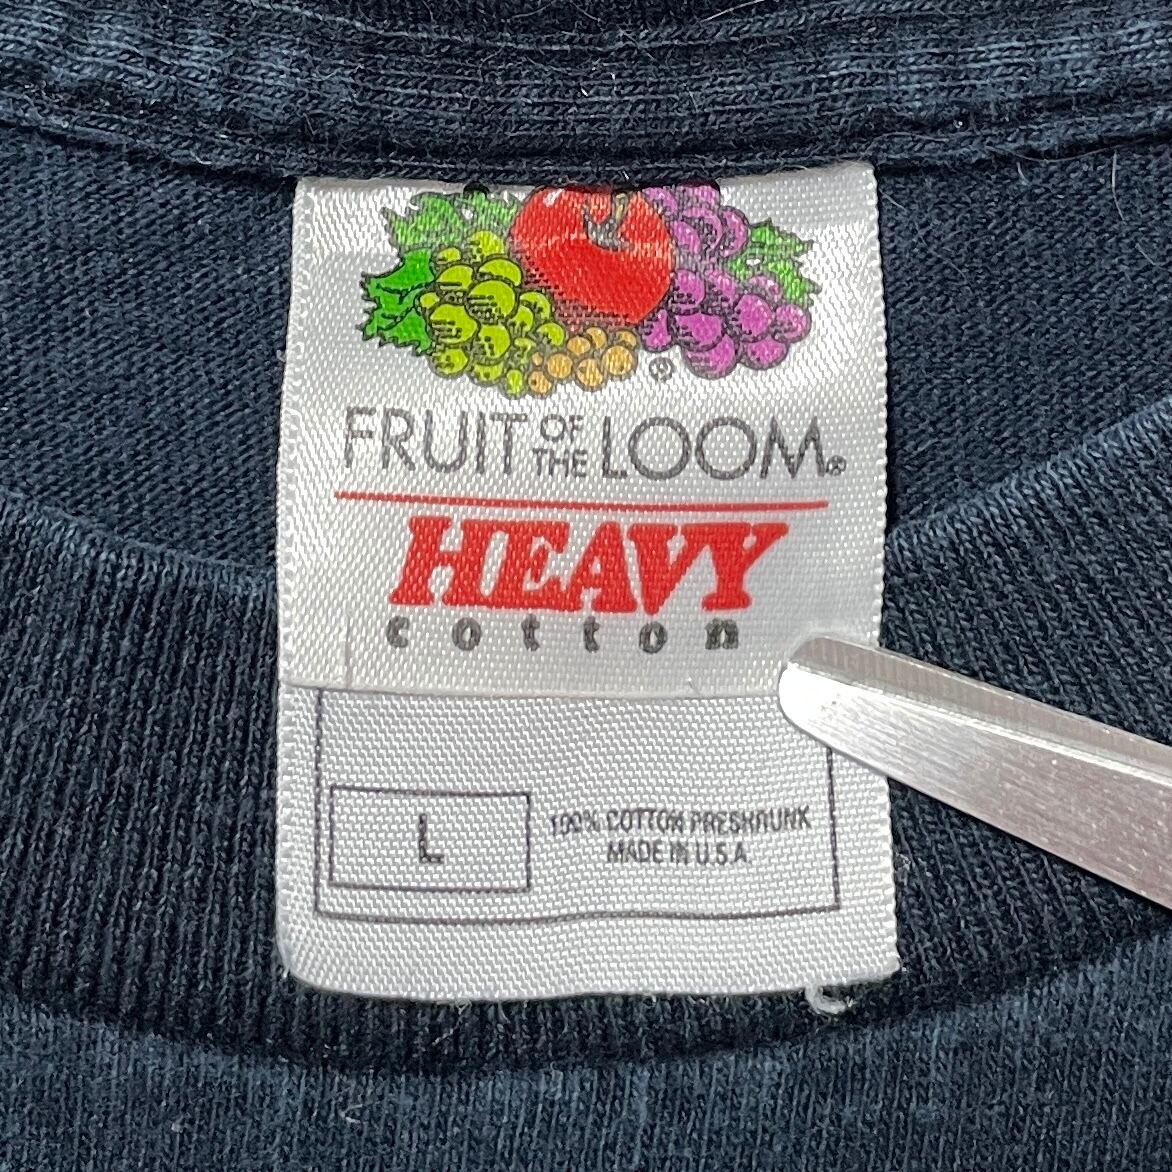 ®
FRUIT OF THE LOOM®
HEAVY
cotton
L
100% COTTON PRESHRUNK
MADE IN U.S.A.